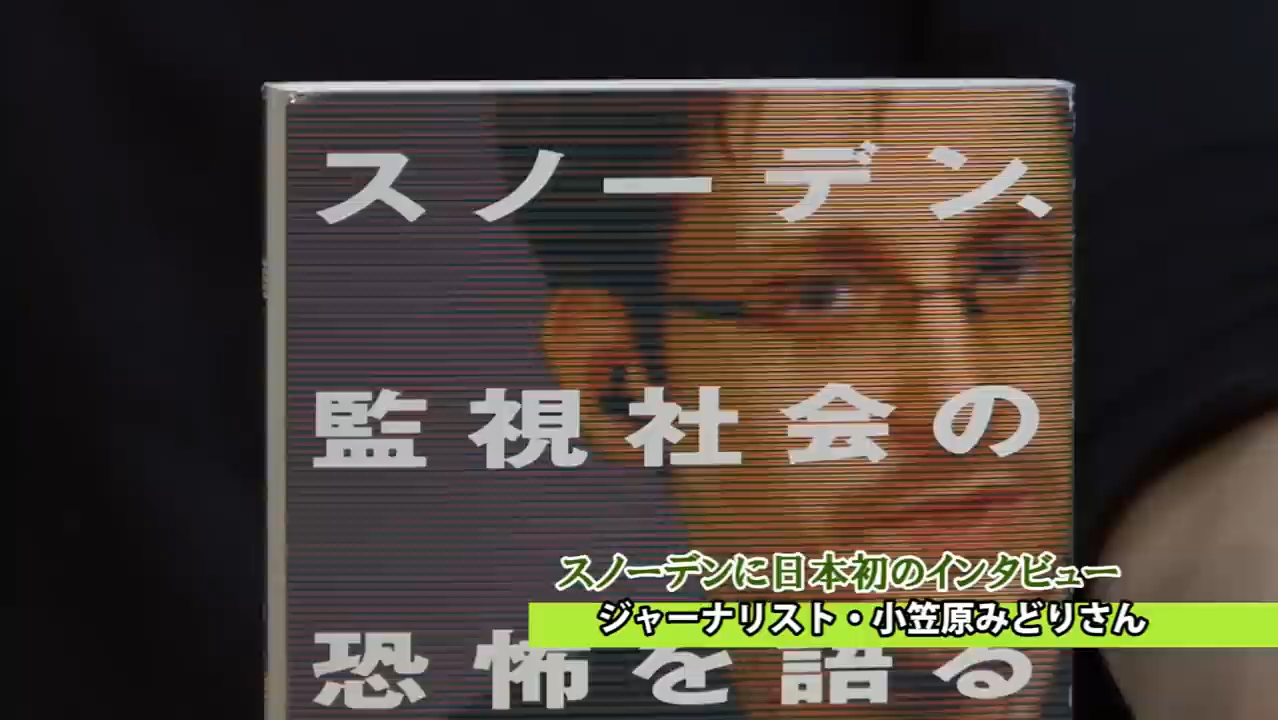 スノーデン、
監視社会の
恐怖を語る
スノーデンに日本初のインタビュー
ジャーナリスト・小笠原みどりさん